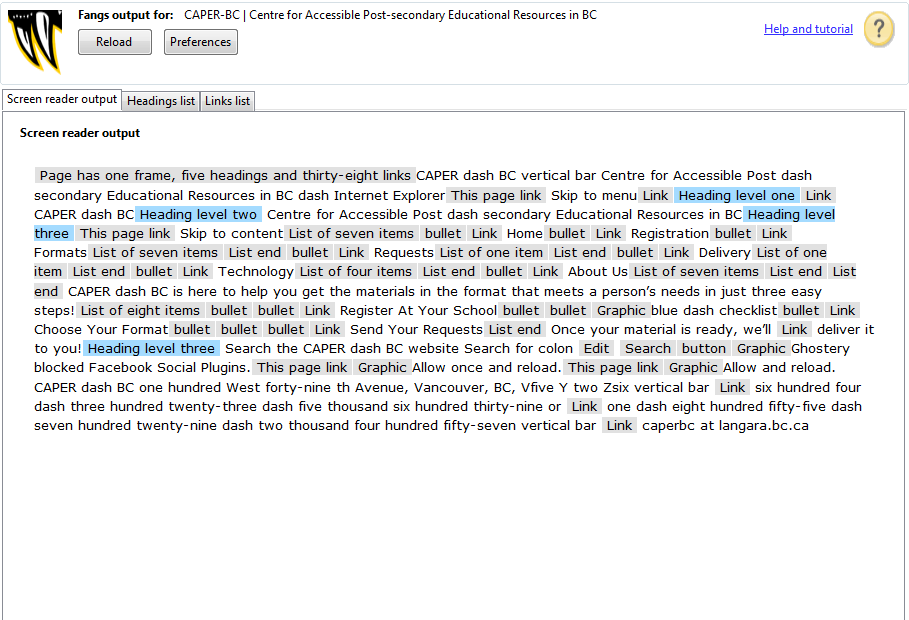 Fangs output for: CAPER-BC | Centre for Accessible Post-secondary Educational Resources in BC
Reload Preferences
Help and tutorial
?
Screen reader output Headings list Links list
Screen reader output
Page has one frame, five headings and thirty-eight links CAPER dash BC vertical bar Centre for Accessible Post dash
secondary Educational Resources in BC dash Internet Explorer This page link Skip to menu Link Heading level one Link
CAPER dash BC Heading level two Centre for Accessible Post dash secondary Educational Resources in BC Heading level
three This page link Skip to content List of seven items bullet Link Home bullet Link Registration bullet Link
Formats List of seven items List end bullet Link Requests List of one item List end bullet Link Delivery List of one
item List end bullet Link Technology List of four items List end bullet Link About Us List of seven items List end List
end CAPER dash BC is here to help you get the materials in the format that meets a person's needs in just three easy
steps! List of eight items bullet bullet Link Register At Your School bullet bullet Graphic blue dash checklist bullet Link
Choose Your Format bullet bullet bullet Link Send Your Requests List end Once your material is ready, we'll Link deliver it
to you! Heading level three Search the CAPER dash BC website Search for colon Edit Search button Graphic Ghostery
blocked Facebook Social Plugins. This page link Graphic Allow once and reload. This page link Graphic Allow and reload.
CAPER dash BC one hundred West forty-nine th Avenue, Vancouver, BC, Vfive Y two Zsix vertical bar Link six hundred four
dash three hundred twenty-three dash five thousand six hundred thirty-nine or Link one dash eight hundred fifty-five dash
seven hundred twenty-nine dash two thousand four hundred fifty-seven vertical bar Link caperbc at langara.bc.ca